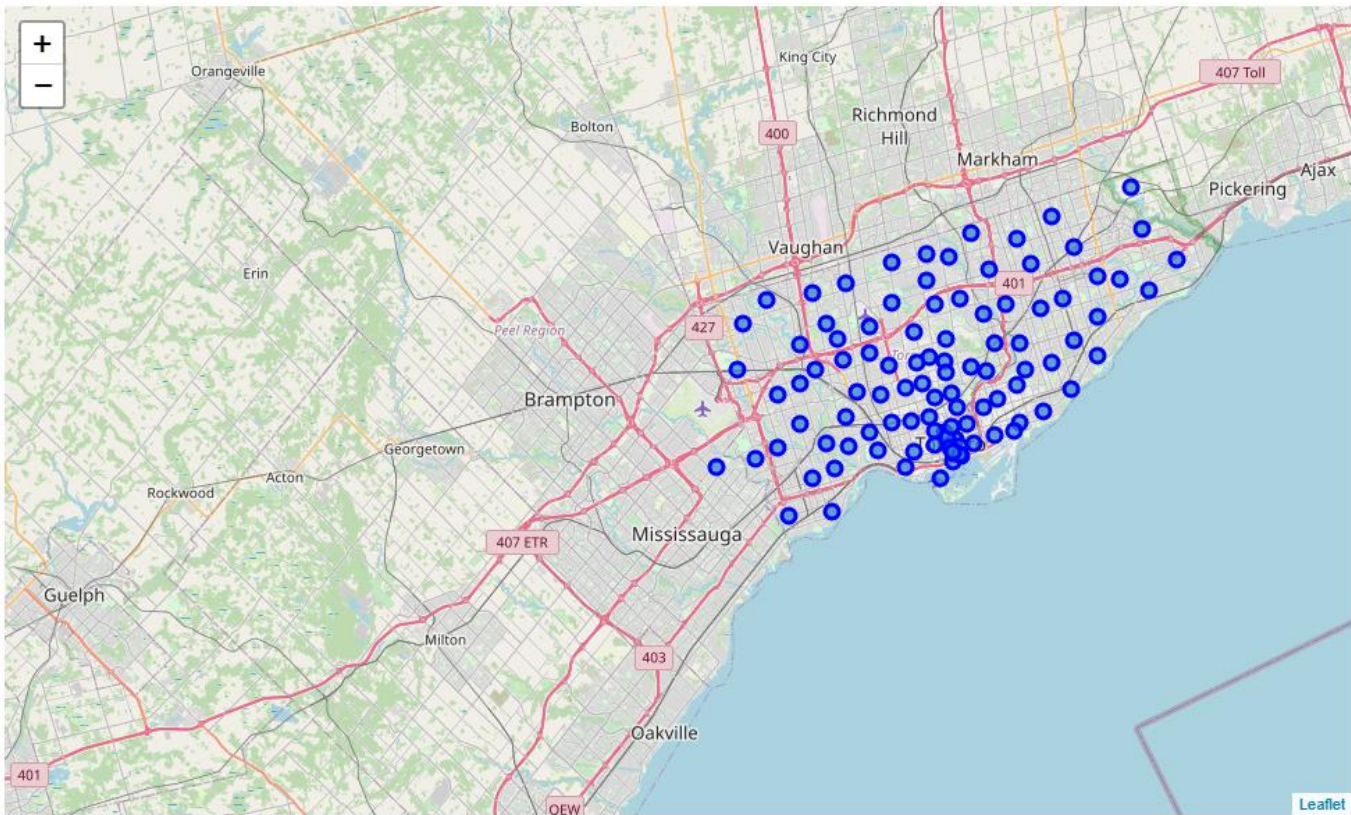 +
−
Orangeville
King City
407 Toll
Bolton
400
Richmond
Hill
Markham
Ajax
Pickering
Vaughan
Erin
401
427
Peel Region
Brampton
Georgetown
Acton
Rockwood
Mississauga
407 ETR
Guelph
Milton
403
Oakville
401
QEW
Leaflet